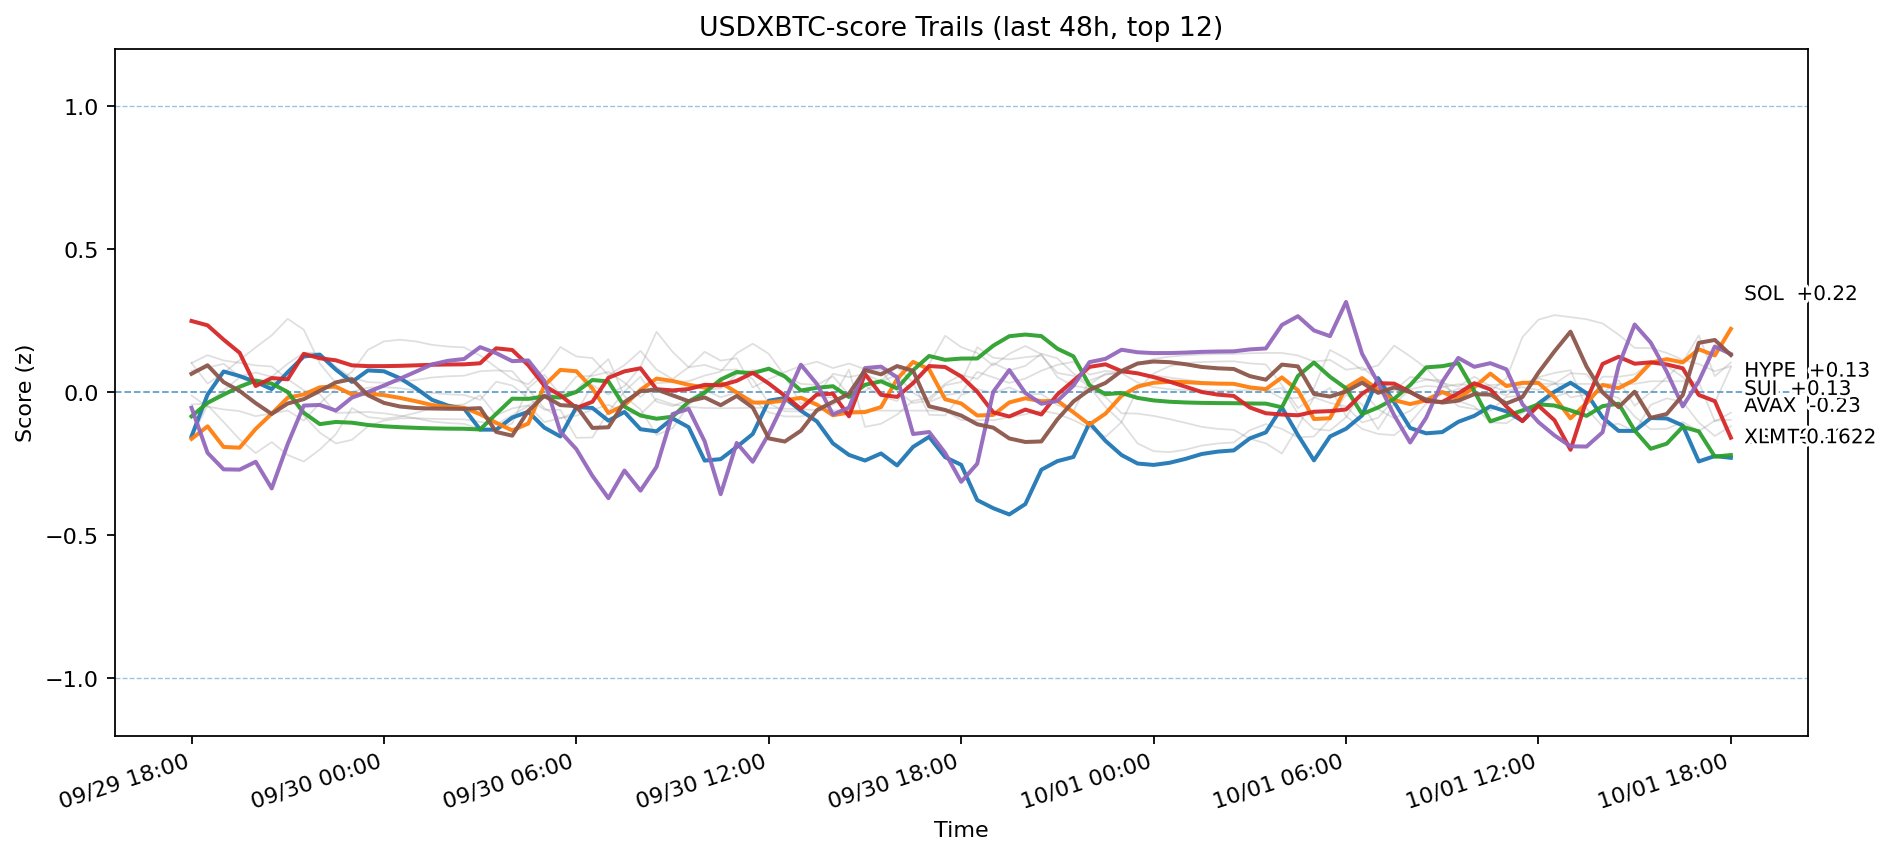 USDXBTC-score Trails (last 48h, top 12)
Score (z)
1.0
0.5
0.0
−0.5
−1.0
SOL +0.22
HYPE +0.13
SUI +0.13
AVAX -0.23
09/29 18:00
09/30 00:00
09/30 06:00
09/30 12:00
09/30 18:00
10/01 00:00
10/01 06:00
10/01 12:00
10/01 18:00
Time